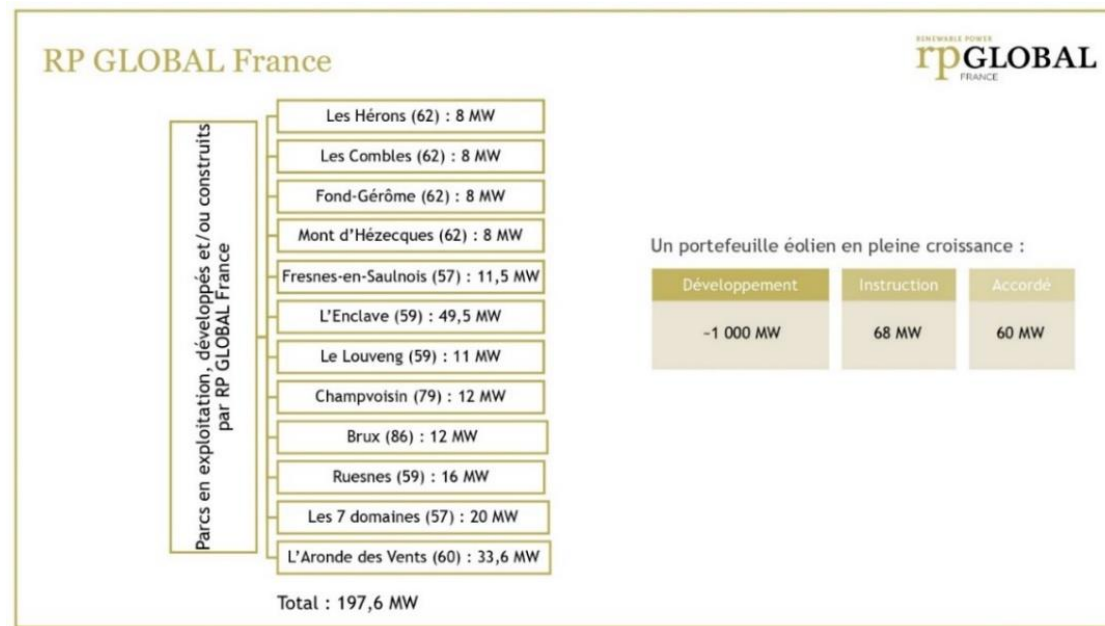 RP GLOBAL France
RENEWABLE POWER
rpGLOBAL
FRANCE
Parcs en exploitation, développés et/ou construits
par RP GLOBAL France
Les Hérons (62) : 8 MW
Les Combles (62) : 8 MW
Fond-Gérôme (62) : 8 MW
Mont d'Hézecques (62) : 8 MW
Fresnes-en-Saulnois (57) : 11,5 MW
L'Enclave (59) : 49,5 MW
Le Louveng (59) : 11 MW
Champvoisin (79) : 12 MW
Brux (86) : 12 MW
Ruesnes (59) : 16 MW
Les 7 domaines (57) : 20 MW
L'Aronde des Vents (60) : 33,6 MW
Total : 197,6 MW
Un portefeuille éolien en pleine croissance :
Développement Instruction Accordé
~1 000 MW 68 MW 60 MW